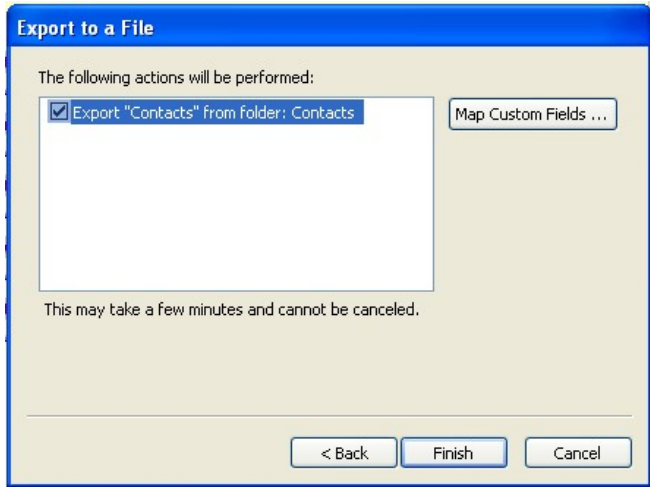 Export to a File
The following actions will be performed:
Export "Contacts" from folder: Contacts
Map Custom Fields ...
This may take a few minutes and cannot be canceled.
< Back
Finish
Cancel